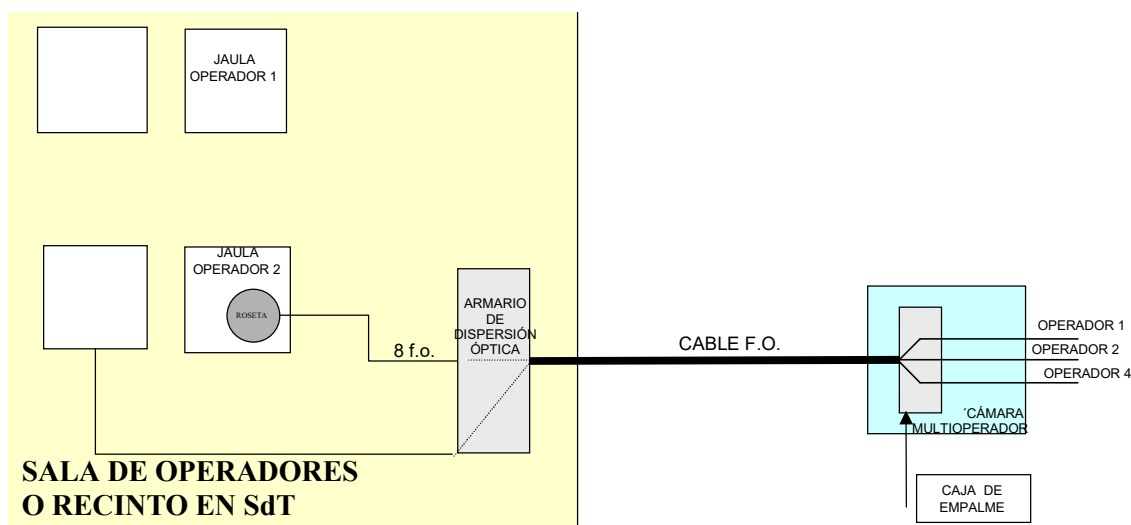 JAULA
OPERADOR 1
JAULA
OPERADOR 2
ROSETA
8 f.o.
ARMARIO
DE
DISPERSIÓN
ÓPTICA
CABLE F.O.
OPERADOR 1
OPERADOR 2
OPERADOR 4
´CÁMARA
MULTIOPERADOR
CAJA DE
EMPALME
SALA DE OPERADORES
O RECINTO EN SdT